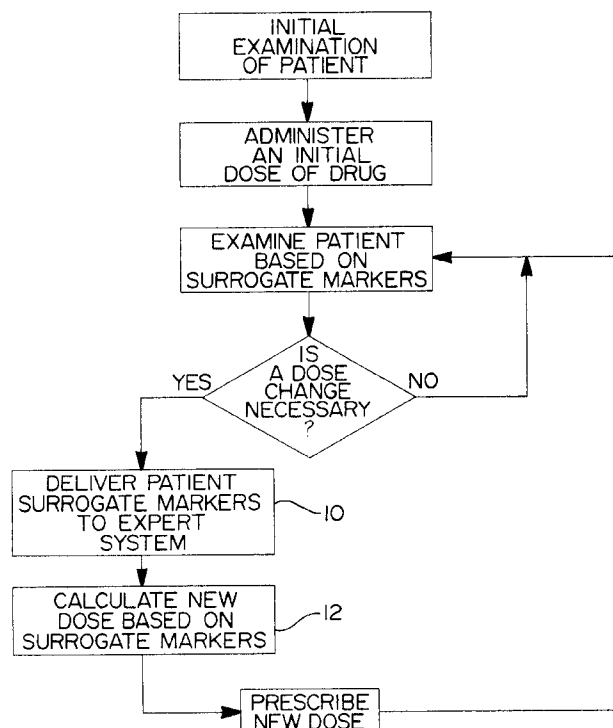 INITIAL
EXAMINATION
OF PATIENT
ADMINISTER
AN INITIAL
DOSE OF DRUG
EXAMINE PATIENT
BASED ON
SURROGATE MARKERS
IS
A DOSE
CHANGE
NECESSARY
?
YES
NO
DELIVER PATIENT
SURROGATE MARKERS
TO EXPERT
SYSTEM
10
CALCULATE NEW
DOSE BASED ON
SURROGATE MARKERS
12
PRESCRIBE
NEW DOSE